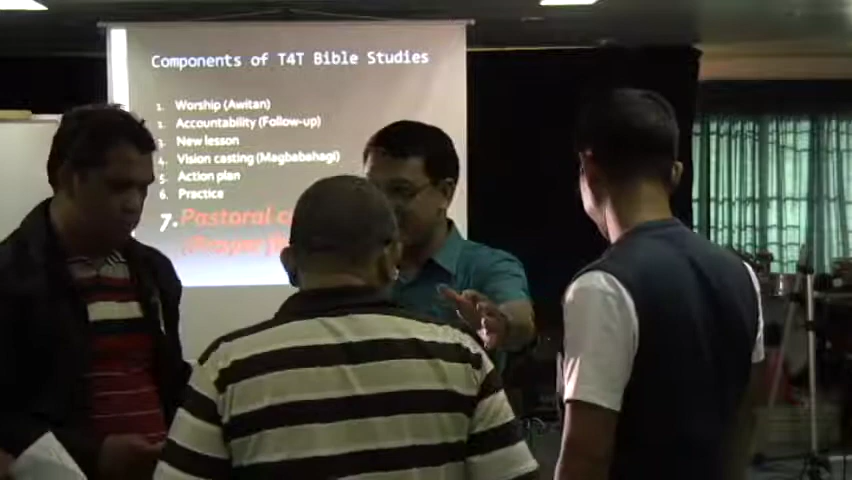 Components of T4T Bible Studies
1. Worship (Awitan)
2. Accountability (Follow-up)
3. New lesson
4. Vision casting (Magbabahagi)
5. Action plan
6. Practice
7. Pastoral
(Prayer